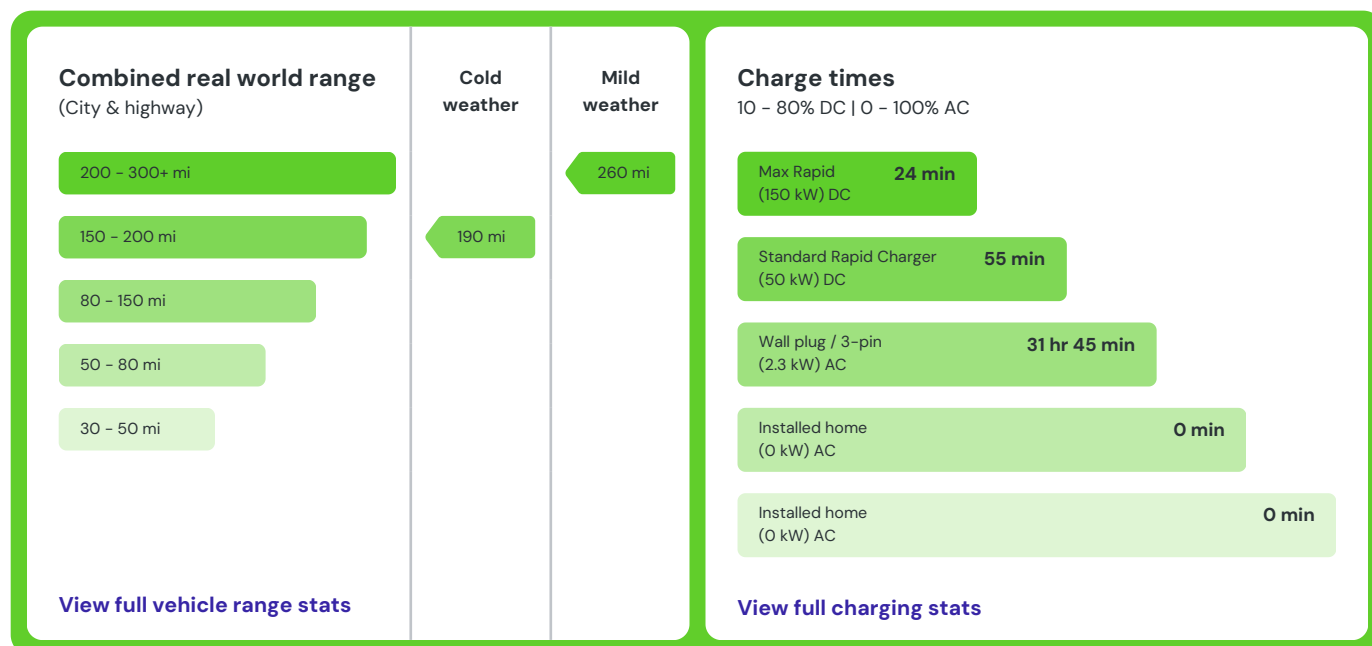 Combined real world range
(City & highway)
Cold
weather
Mild
weather
200 - 300+ mi
260 mi
150 - 200 mi
190 mi
80 - 150 mi
50 - 80 mi
30 - 50 mi
View full vehicle range stats
Charge times
10 - 80% DC | 0 - 100% AC
Max Rapid
(150 kW) DC
24 min
Standard Rapid Charger
(50 kW) DC
55 min
Wall plug / 3-pin
(2.3 kW) AC
31 hr 45 min
Installed home
(0 kW) AC
0 min
Installed home
(0 kW) AC
0 min
View full charging stats